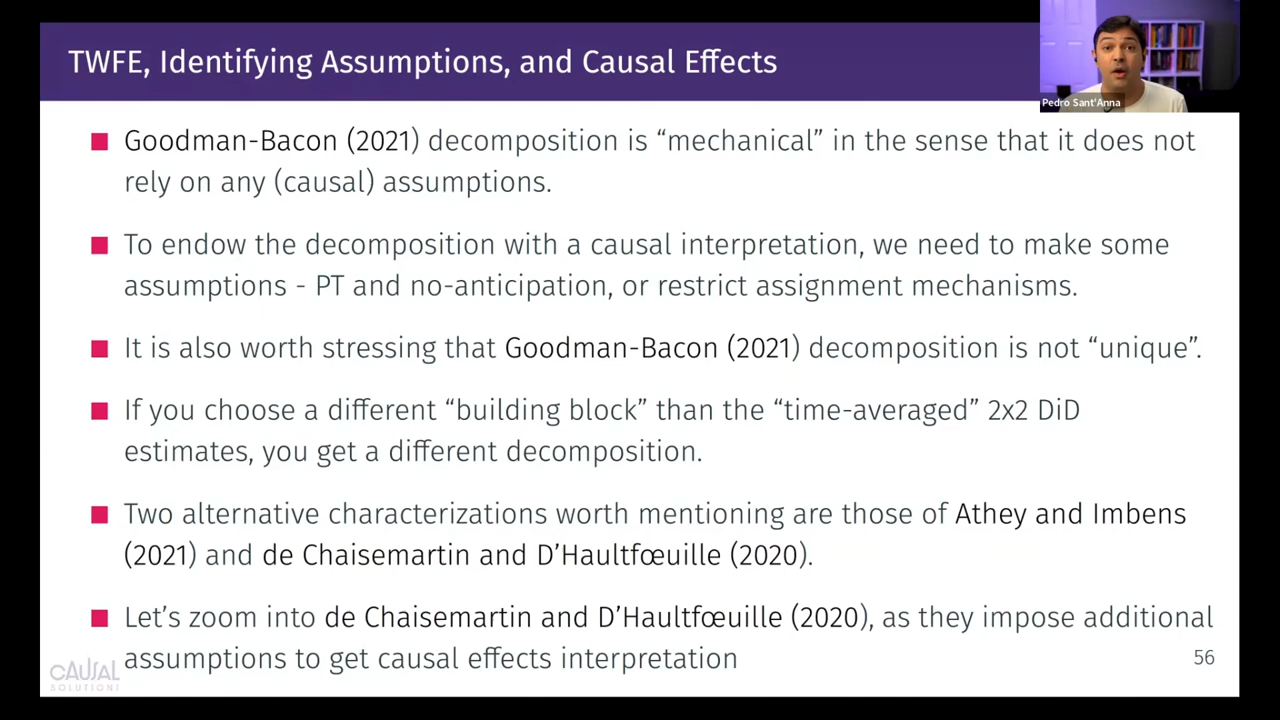 TWFE, Identifying Assumptions, and Causal Effects
Pedro Sant'Anna
Goodman-Bacon (2021) decomposition is “mechanical” in the sense that it does not
rely on any (causal) assumptions.
To endow the decomposition with a causal interpretation, we need to make some
assumptions - PT and no-anticipation, or restrict assignment mechanisms.
It is also worth stressing that Goodman-Bacon (2021) decomposition is not “unique”.
If you choose a different “building block” than the “time-averaged” 2x2 DiD
estimates, you get a different decomposition.
Two alternative characterizations worth mentioning are those of Athey and Imbens
(2021) and de Chaisemartin and D’Haultfœuille (2020).
Let’s zoom into de Chaisemartin and D’Haultfœuille (2020), as they impose additional
assumptions to get causal effects interpretation
CAUSAL
SOLUTIONS
56